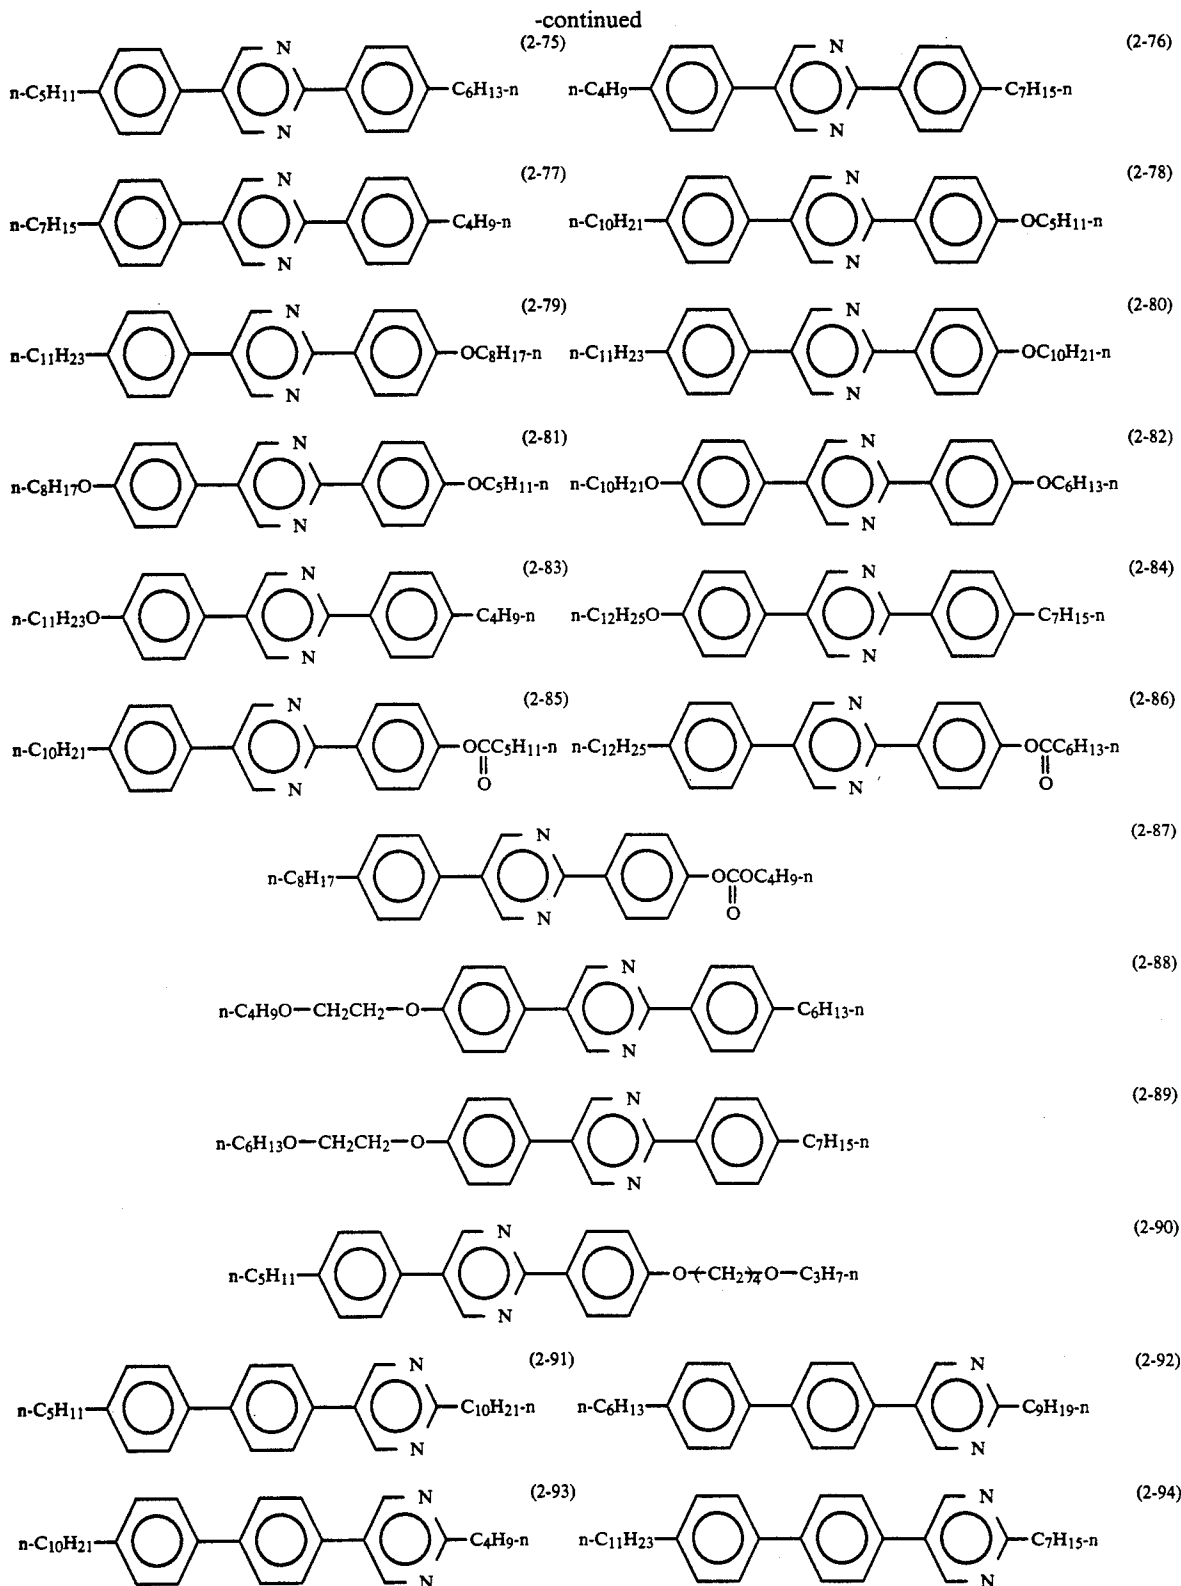 -continued
(2-75) (2-76)
n-C5H11 N N C6H13-n n-C4H9 N N C7H15-n
(2-77) (2-78)
n-C7H15 N N C4H9-n n-C10H21 N N OC5H11-n
(2-79) (2-80)
n-C11H23 N N OC8H17-n n-C11H23 N N OC10H21-n
(2-81) (2-82)
n-C8H17O N N OC5H11-n n-C10H21O N N OC6H13-n
(2-83) (2-84)
n-C11H23O N N C4H9-n n-C12H25O N N C7H15-n
(2-85) (2-86)
n-C10H21 N N OCC5H11-n O n-C12H25 N N OCC6H13-n O
(2-87)
n-C8H17 N N OCOC4H9-n O
(2-88)
n-C4H9O—CH2CH2—O N N C6H13-n
(2-89)
n-C6H13O—CH2CH2—O N N C7H15-n
(2-90)
n-C5H11 N N O—(CH2)4—O—C3H7-n
(2-91) (2-92)
n-C5H11 N N C10H21-n n-C6H13 N N C9H19-n
(2-93) (2-94)
n-C10H21 N N C4H9-n n-C11H23 N N C7H15-n